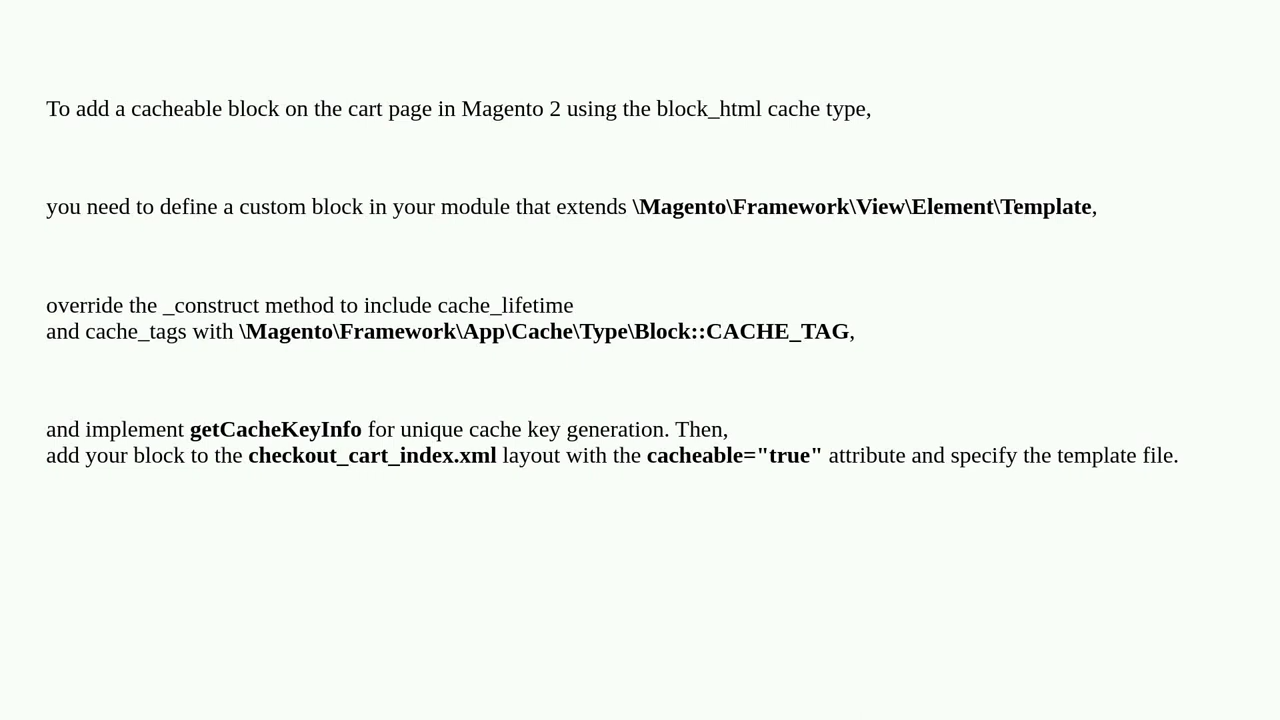 To add a cacheable block on the cart page in Magento 2 using the block_html cache type,
you need to define a custom block in your module that extends \Magento\Framework\View\Element\Template,
override the _construct method to include cache_lifetime
and cache_tags with \Magento\Framework\App\Cache\Type\Block::CACHE_TAG,
and implement getCacheKeyInfo for unique cache key generation. Then,
add your block to the checkout_cart_index.xml layout with the cacheable="true" attribute and specify the template file.